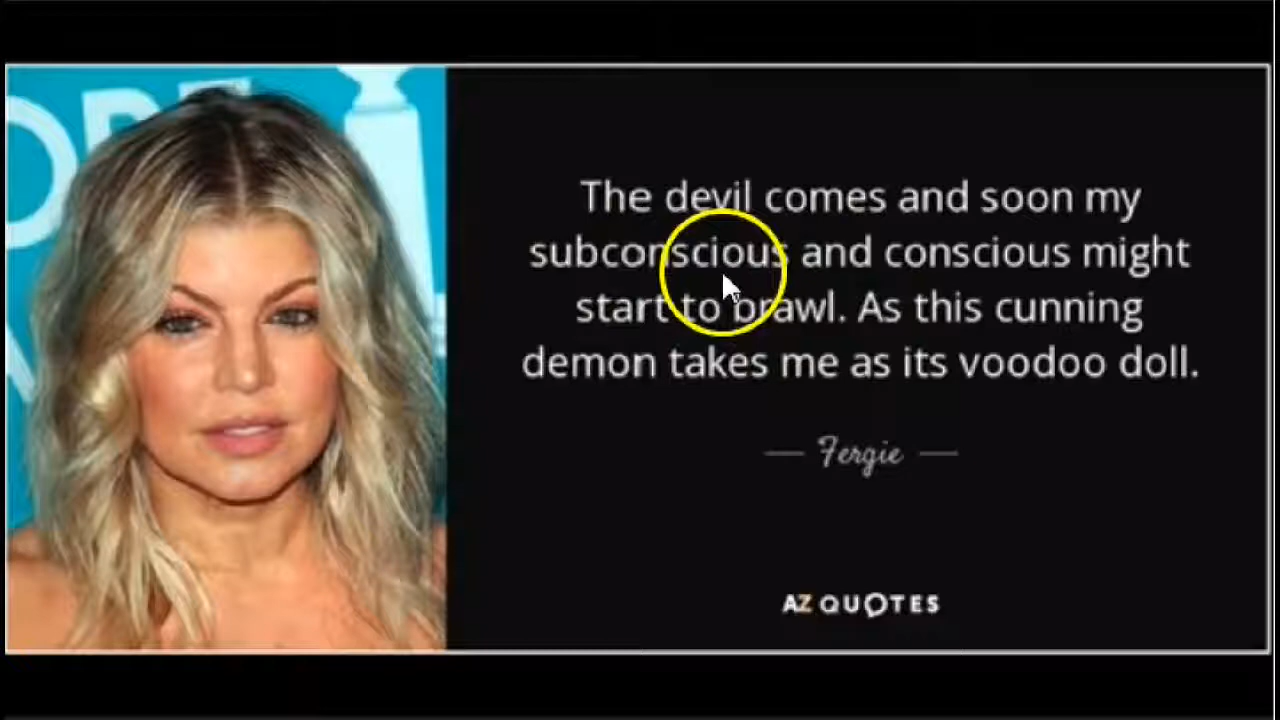 The devil comes and soon my
subconscious and conscious might
start to brawl. As this cunning
demon takes me as its voodoo doll.
— Fergie —
AZ QUOTES